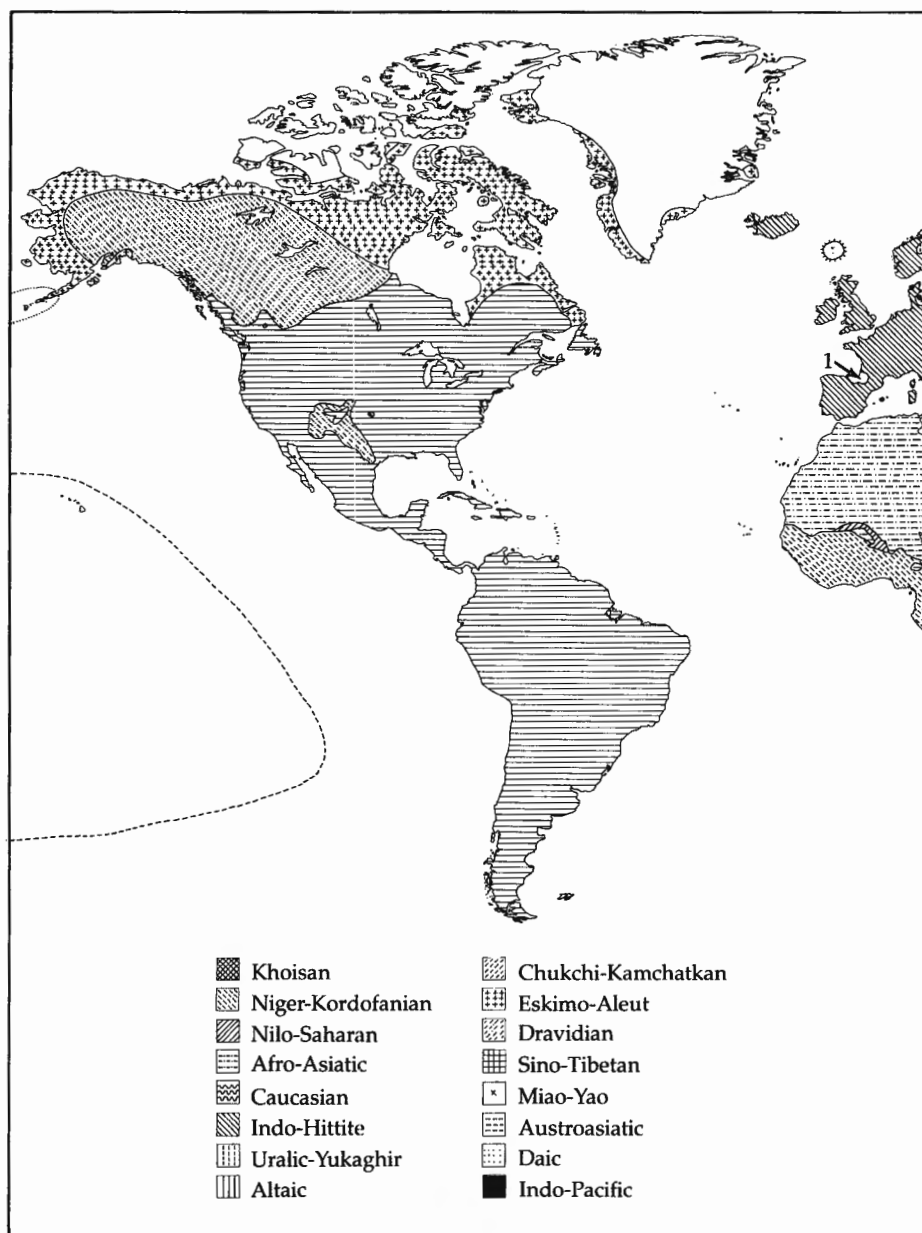 1
Khoisan
Niger-Kordofanian
Nilo-Saharan
Afro-Asiatic
Caucasian
Indo-Hittite
Uralic-Yukaghir
Altaic
Chukchi-Kamchatkan
Eskimo-Aleut
Dravidian
Sino-Tibetan
Miao-Yao
Austroasiatic
Daic
Indo-Pacific